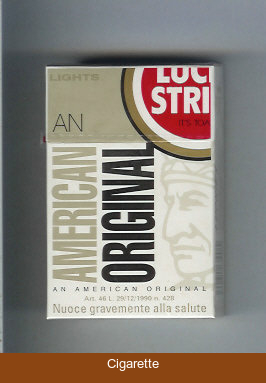 LIGHTS
LUC
STRI
IT'S TOA
AN
AMERICAN
ORIGINAL
AN AMERICAN ORIGINAL
Art. 46 L. 29/12/1990 n. 428
Nuoce gravemente alla salute
Cigarette